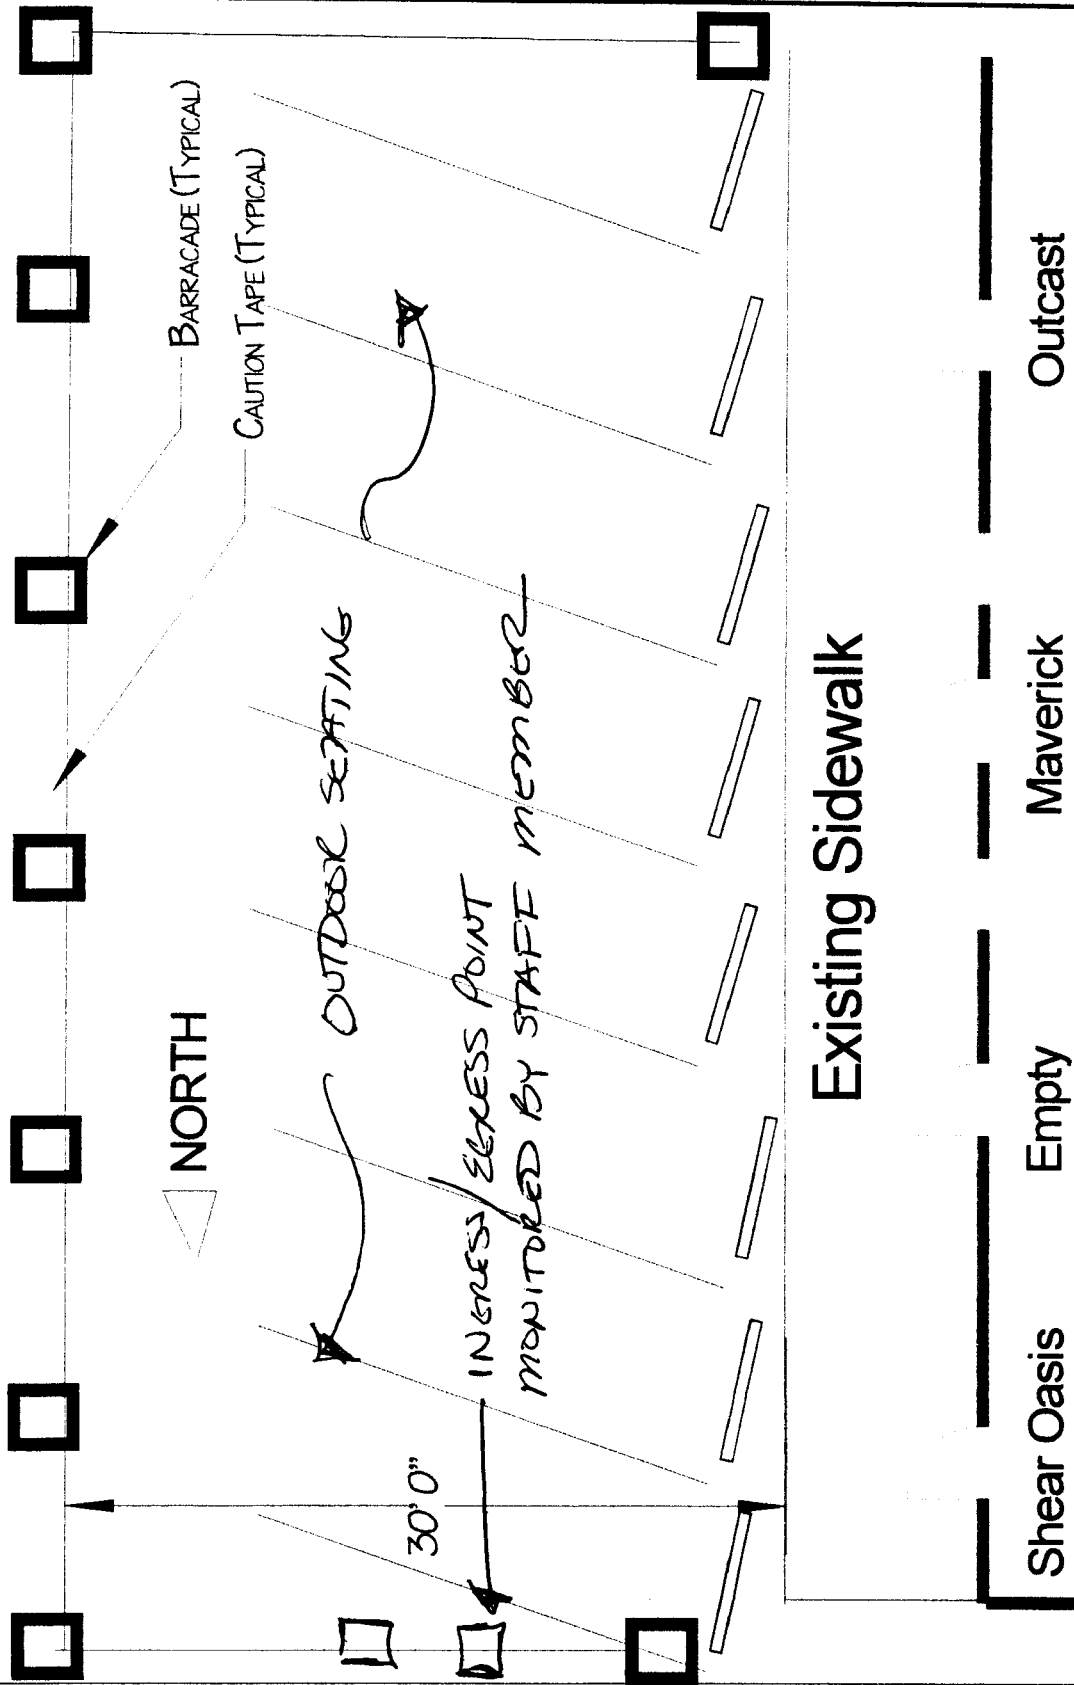 BARRACADE (TYPICAL)
CAUTION TAPE (TYPICAL)
NORTH
OUTDOOR SEATING
INGRESS/EGRESS POINT
MONITORED BY STAFF MEMBER
30' 0"
Existing Sidewalk
Shear Oasis
Empty
Maverick
Outcast